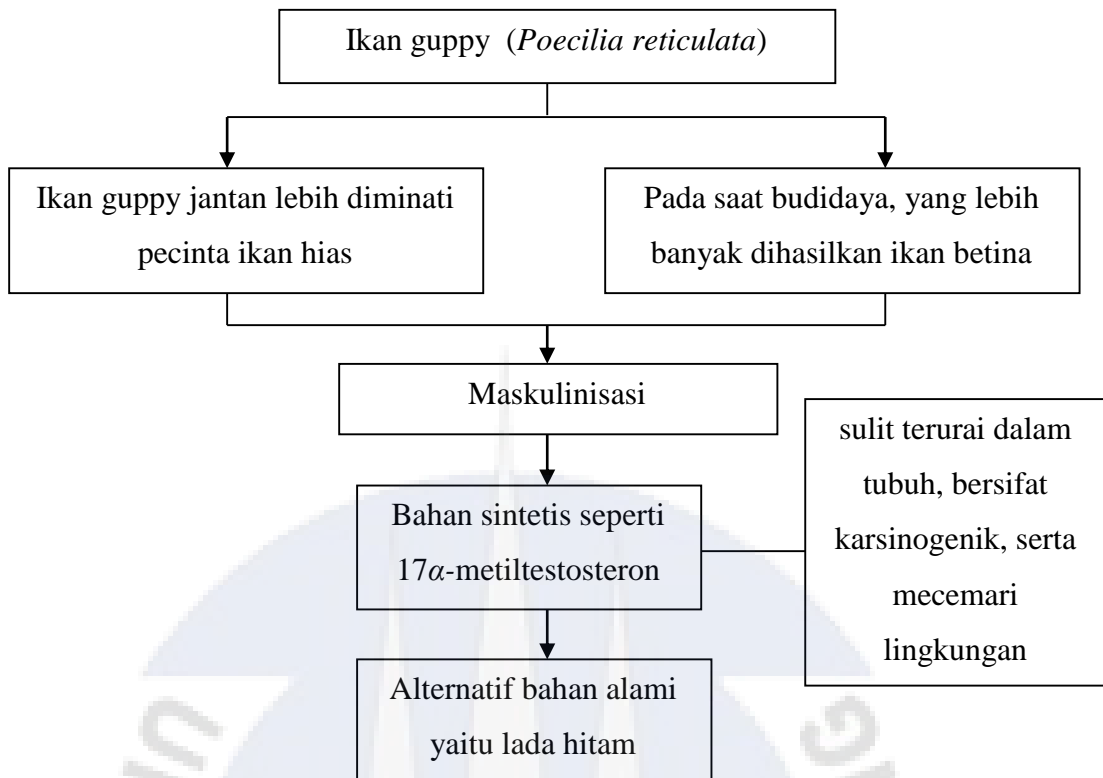 Ikan guppy (Poecilia reticulata)
Ikan guppy jantan lebih diminati
pecinta ikan hias
Pada saat budidaya, yang lebih
banyak dihasilkan ikan betina
Maskulinisasi
Bahan sintetis seperti
17α-metiltestosteron
sulit terurai dalam
tubuh, bersifat
karsinogenik, serta
mecemari
lingkungan
Alternatif bahan alami
yaitu lada hitam